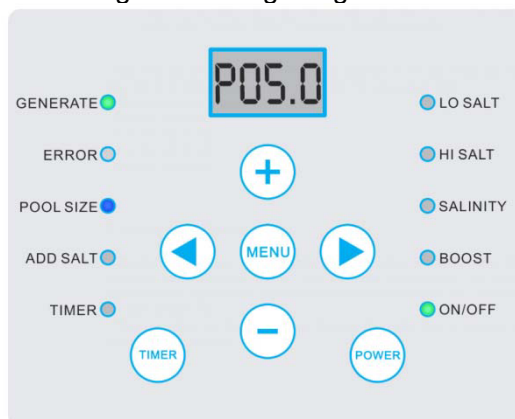 P05.0
GENERATE
LO SALT
ERROR
HI SALT
POOL SIZE
SALINITY
ADD SALT
MENU
BOOST
TIMER
ON/OFF
TIMER
POWER